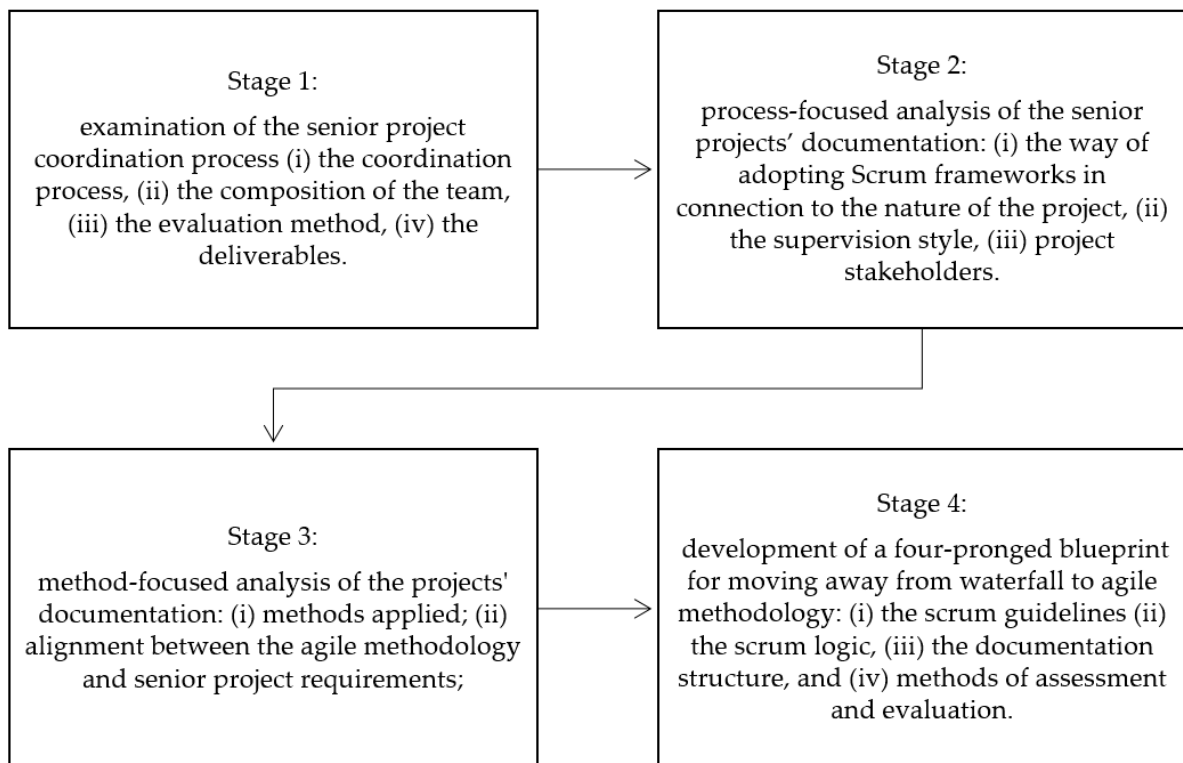 Stage 1:
examination of the senior project
coordination process (i) the coordination
process, (ii) the composition of the team,
(iii) the evaluation method, (iv) the
deliverables.
Stage 2:
process-focused analysis of the senior
projects’ documentation: (i) the way of
adopting Scrum frameworks in
connection to the nature of the project, (ii)
the supervision style, (iii) project
stakeholders.
Stage 3:
method-focused analysis of the projects'
documentation: (i) methods applied; (ii)
alignment between the agile methodology
and senior project requirements;
Stage 4:
development of a four-pronged blueprint
for moving away from waterfall to agile
methodology: (i) the scrum guidelines (ii)
the scrum logic, (iii) the documentation
structure, and (iv) methods of assessment
and evaluation.